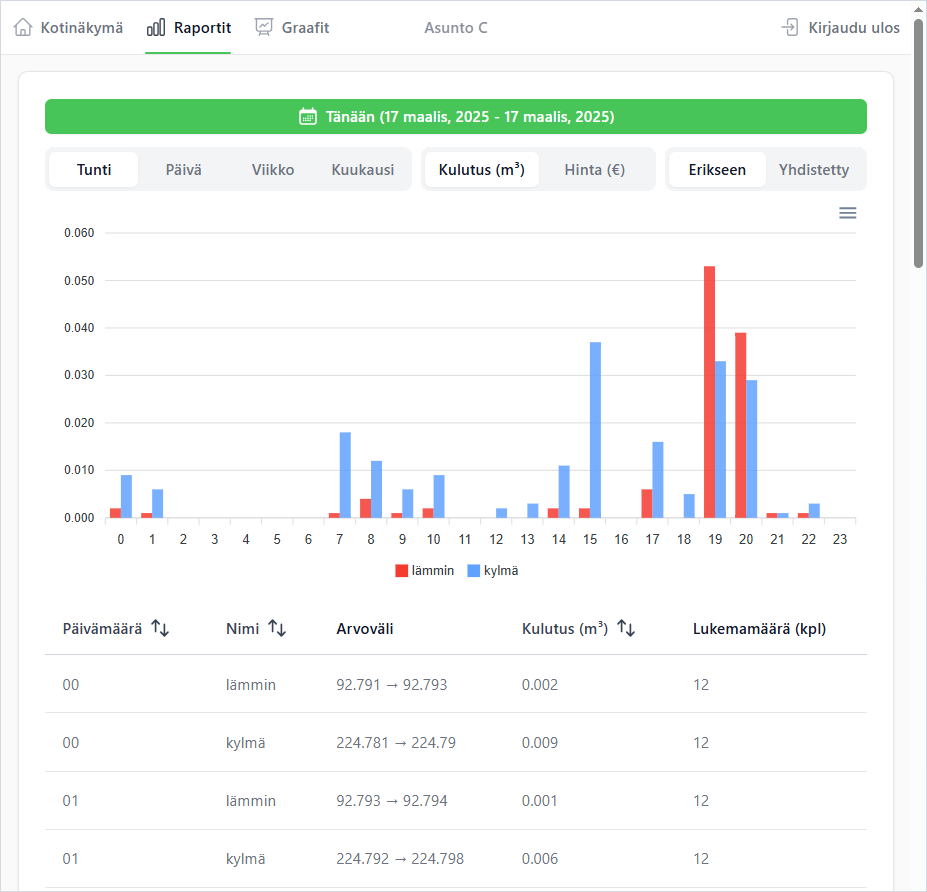 Kotinäkymä Raportit Graafit Asunto C Kirjaudu ulos
Tänään (17 maalis, 2025 - 17 maalis, 2025)
Tunti Päivä Viikko Kuukausi Kulutus (m³) Hinta (€) Erikseen Yhdistetty
0.060
0.050
0.040
0.030
0.020
0.010
0.000
0 1 2 3 4 5 6 7 8 9 10 11 12 13 14 15 16 17 18 19 20 21 22 23
lämmin kylmä
Päivämäärä Nimi Arvoväli Kulutus (m³) Lukemamäärä (kpl)
00 lämmin 92.791 → 92.793 0.002 12
00 kylmä 224.781 → 224.79 0.009 12
01 lämmin 92.793 → 92.794 0.001 12
01 kylmä 224.792 → 224.798 0.006 12